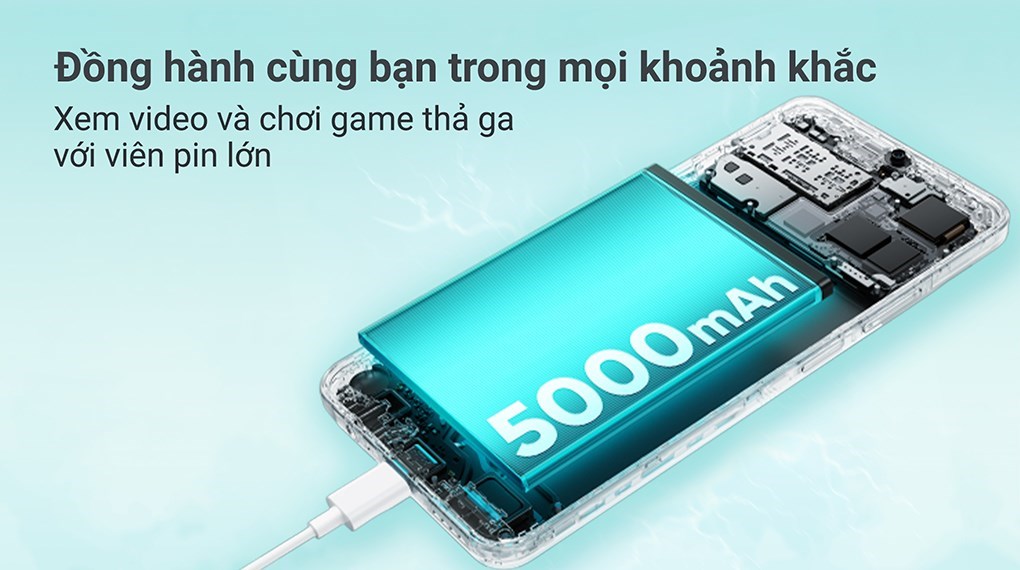 Đồng hành cùng bạn trong mọi khoảnh khắc
Xem video và chơi game thả ga
với viên pin lớn
5000mAh